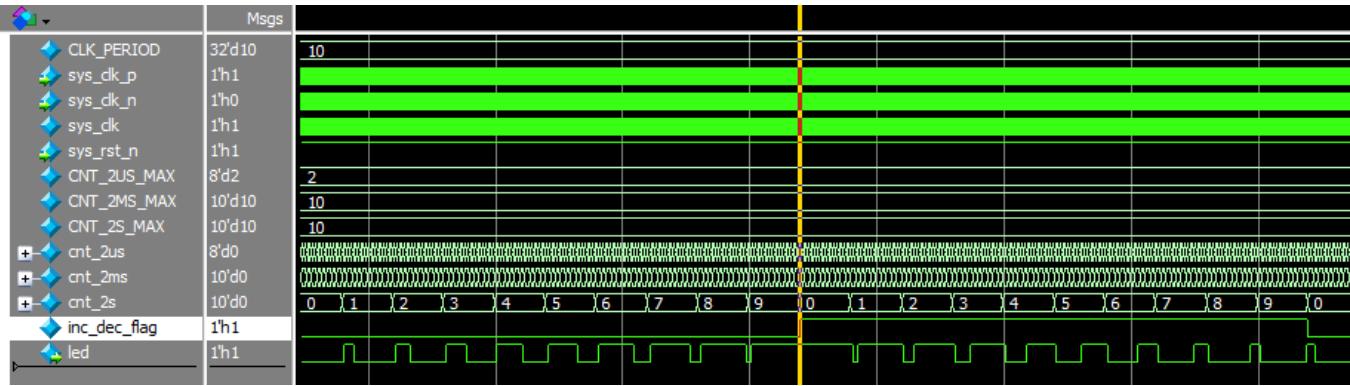 Msgs
CLK_PERIOD 32'd10 10
sys_clk_p 1'h1
sys_clk_n 1'h0
sys_clk 1'h1
sys_rst_n 1'h1
CNT_2US_MAX 8'd2 2
CNT_2MS_MAX 10'd10 10
CNT_2S_MAX 10'd10 10
cnt_2us 8'd0
cnt_2ms 10'd0
cnt_2s 10'd0 0 1 2 3 4 5 6 7 8 9 0 1 2 3 4 5 6 7 8 9 0
inc_dec_flag 1'h1
led 1'h1